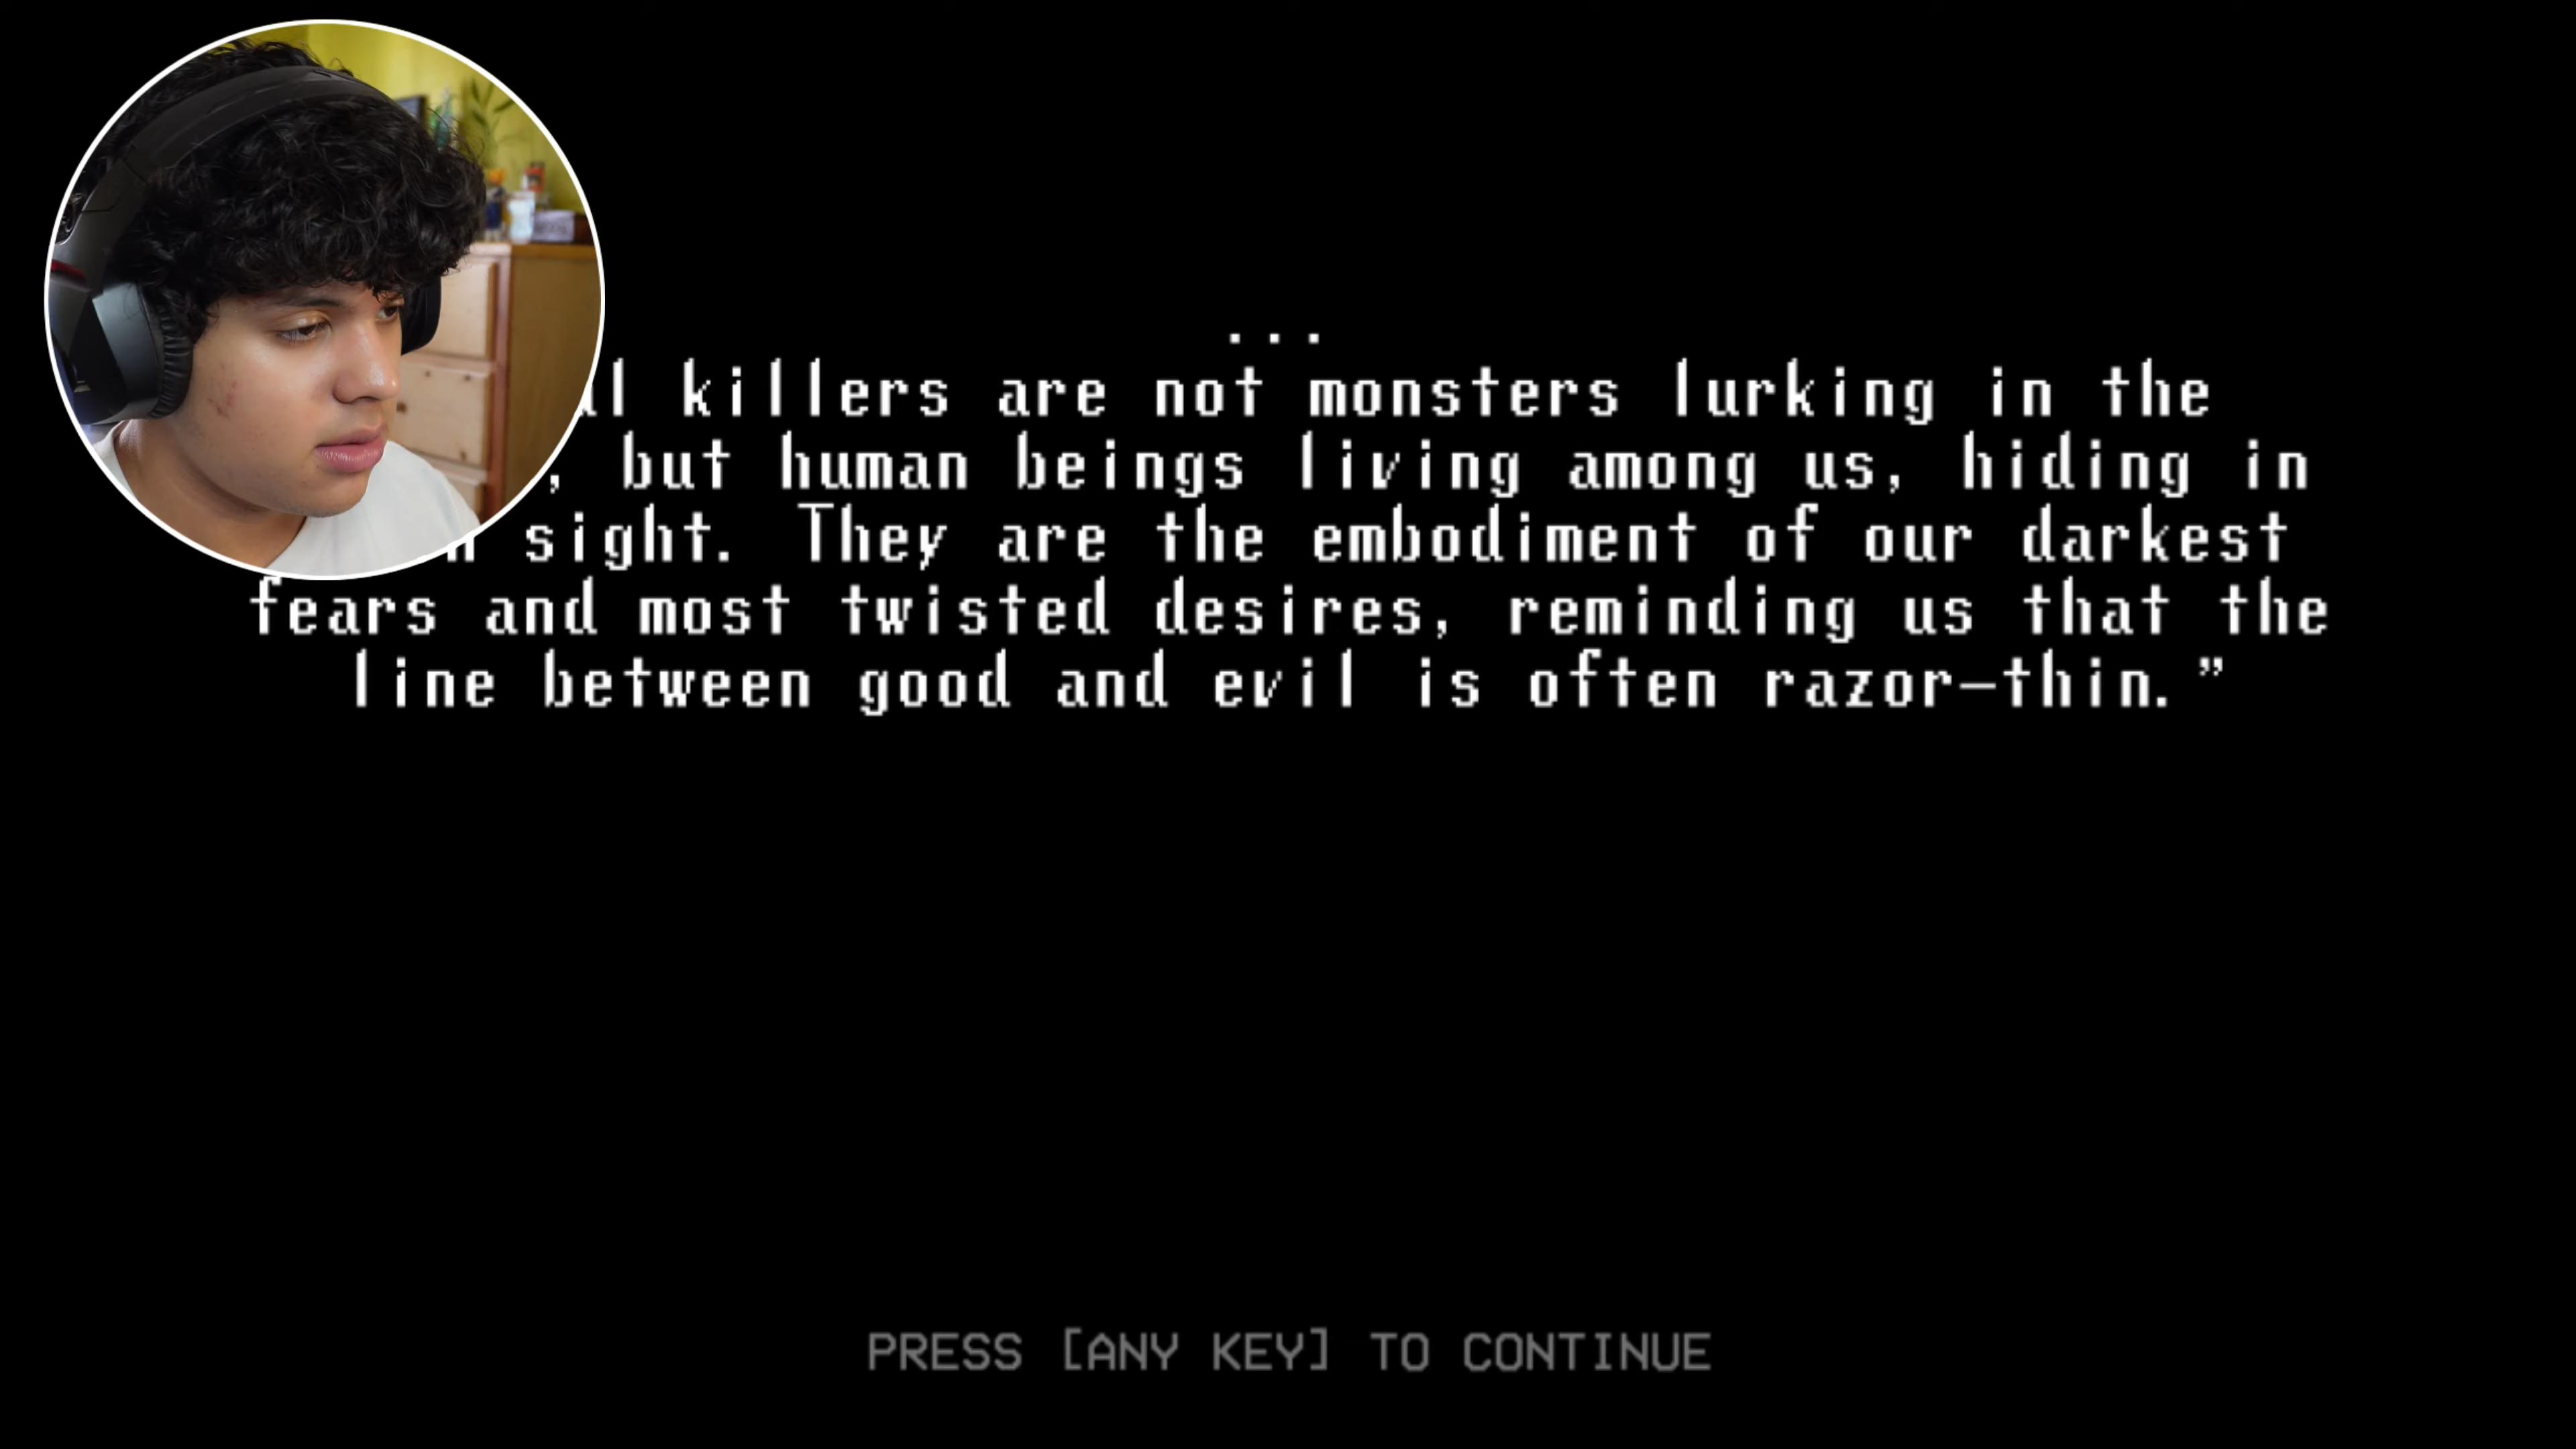 ...
killers are not monsters lurking in the
, but human beings living among us, hiding in
sight. They are the embodiment of our darkest
fears and most twisted desires, reminding us that the
line between good and evil is often razor-thin."
PRESS [ANY KEY] TO CONTINUE